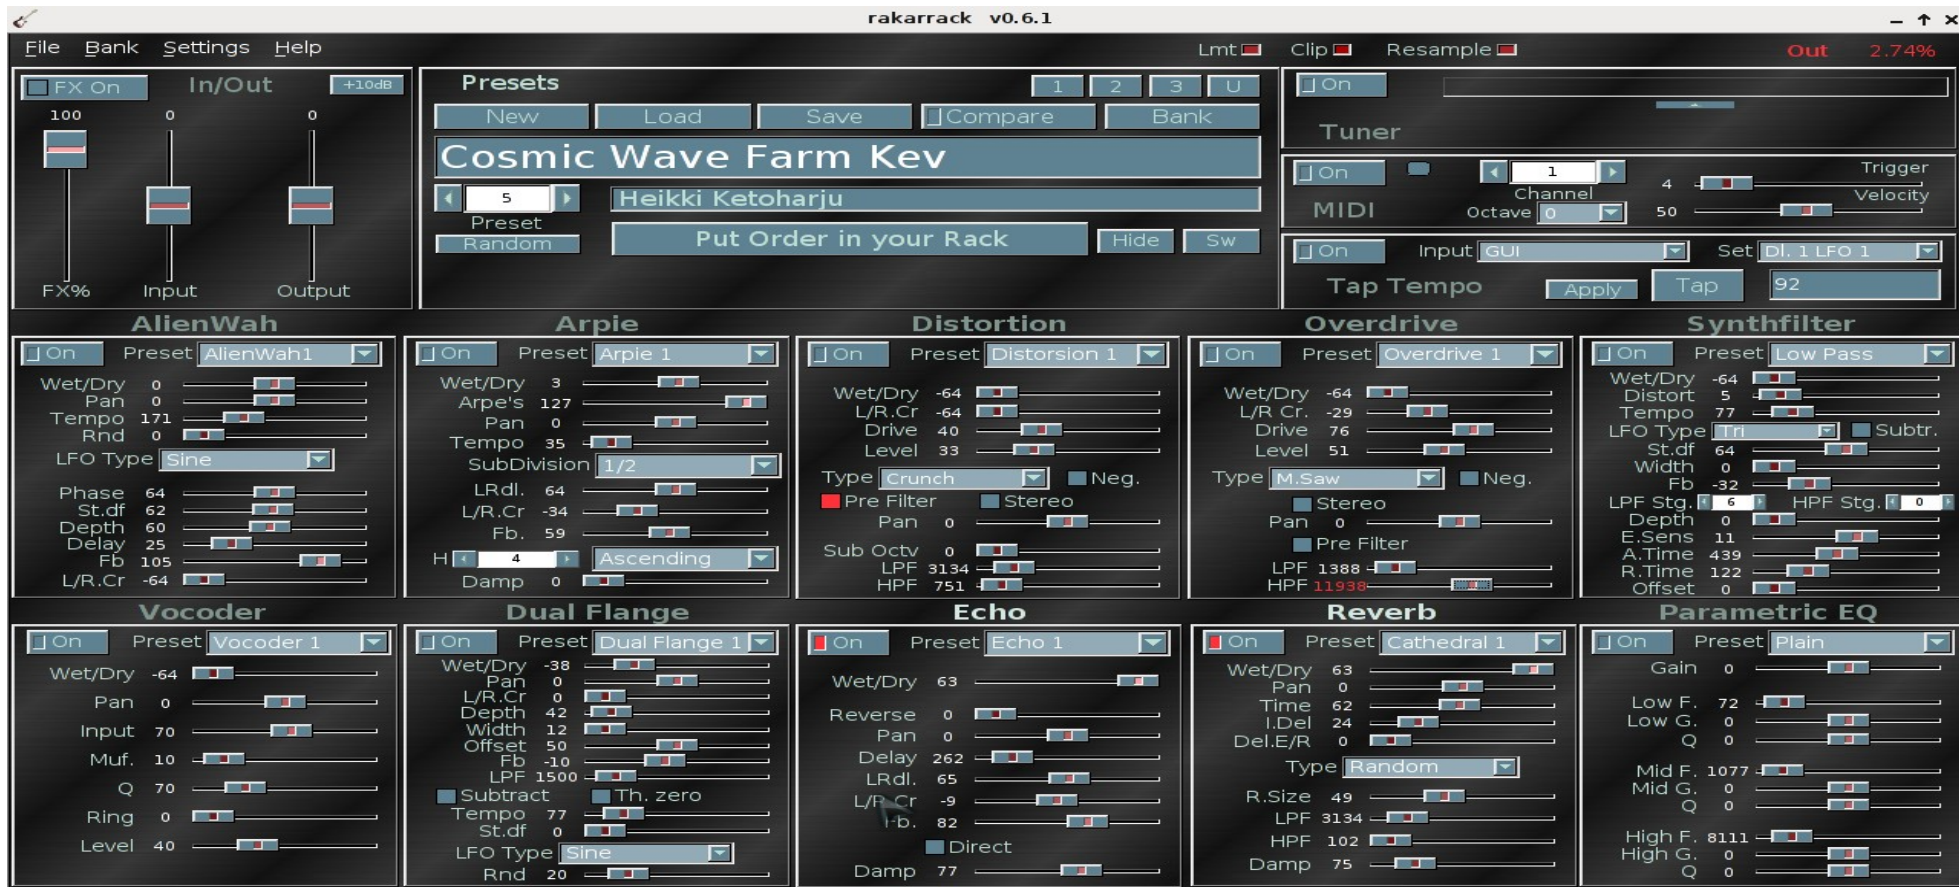 rakarrack v0.6.1
File Bank Settings Help
Lmt Clip Resample Out 2.74%
FX On In/Out +10dB
100 0 0
FX% Input Output
Presets 1 2 3 U
New Load Save Compare Bank
Cosmic Wave Farm Kev
5 Heikki Ketoharju
Preset
Random Put Order in your Rack Hide Sw
On
Tuner
On 1 4 Trigger
Channel Velocity
MIDI Octave 0 50
On Input GUI Set Dl. 1 LFO 1
Tap Tempo Apply Tap 92
AlienWah
On Preset AlienWah1
Wet/Dry 0
Pan 0
Tempo 171
Rnd 0
LFO Type Sine
Phase 64
St.df 62
Depth 60
Delay 25
Fb 105
L/R.Cr -64
Arpie
On Preset Arpie 1
Wet/Dry 3
Arpe's 127
Pan 0
Tempo 35
SubDivision 1/2
LRdl. 64
L/R.Cr -34
Fb. 59
H 4 Ascending
Damp 0
Distortion
On Preset Distorsion 1
Wet/Dry -64
L/R.Cr -64
Drive 40
Level 33
Type Crunch Neg.
Pre Filter Stereo
Pan 0
Sub Octv 0
LPF 3134
HPF 751
Overdrive
On Preset Overdrive 1
Wet/Dry -64
L/R Cr. -29
Drive 76
Level 51
Type M.Saw Neg.
Stereo
Pan 0
Pre Filter
LPF 1388
HPF 11938
Synthfilter
On Preset Low Pass
Wet/Dry -64
Distort 5
Tempo 77
LFO Type Tri Subtr.
St.df 64
Width 0
Fb -32
LPF Stg. 6 HPF Stg. 0
Depth 0
E.Sens 11
A.Time 439
R.Time 122
Offset 0
Vocoder
On Preset Vocoder 1
Wet/Dry -64
Pan 0
Input 70
Muf. 10
Q 70
Ring 0
Level 40
Dual Flange
On Preset Dual Flange 1
Wet/Dry -38
Pan 0
L/R.Cr 0
Depth 42
Width 12
Offset 50
Fb -10
LPF 1500
Subtract Th. zero
Tempo 77
St.df 0
LFO Type Sine
Rnd 20
Echo
On Preset Echo 1
Wet/Dry 63
Reverse 0
Pan 0
Delay 262
LRdl. 65
L/R.Cr -9
Fb. 82
Direct
Damp 77
Reverb
On Preset Cathedral 1
Wet/Dry 63
Pan 0
Time 62
I.Del 24
Del.E/R 0
Type Random
R.Size 49
LPF 3134
HPF 102
Damp 75
Parametric EQ
On Preset Plain
Gain 0
Low F. 72
Low G. 0
Q 0
Mid F. 1077
Mid G. 0
Q 0
High F. 8111
High G. 0
Q 0